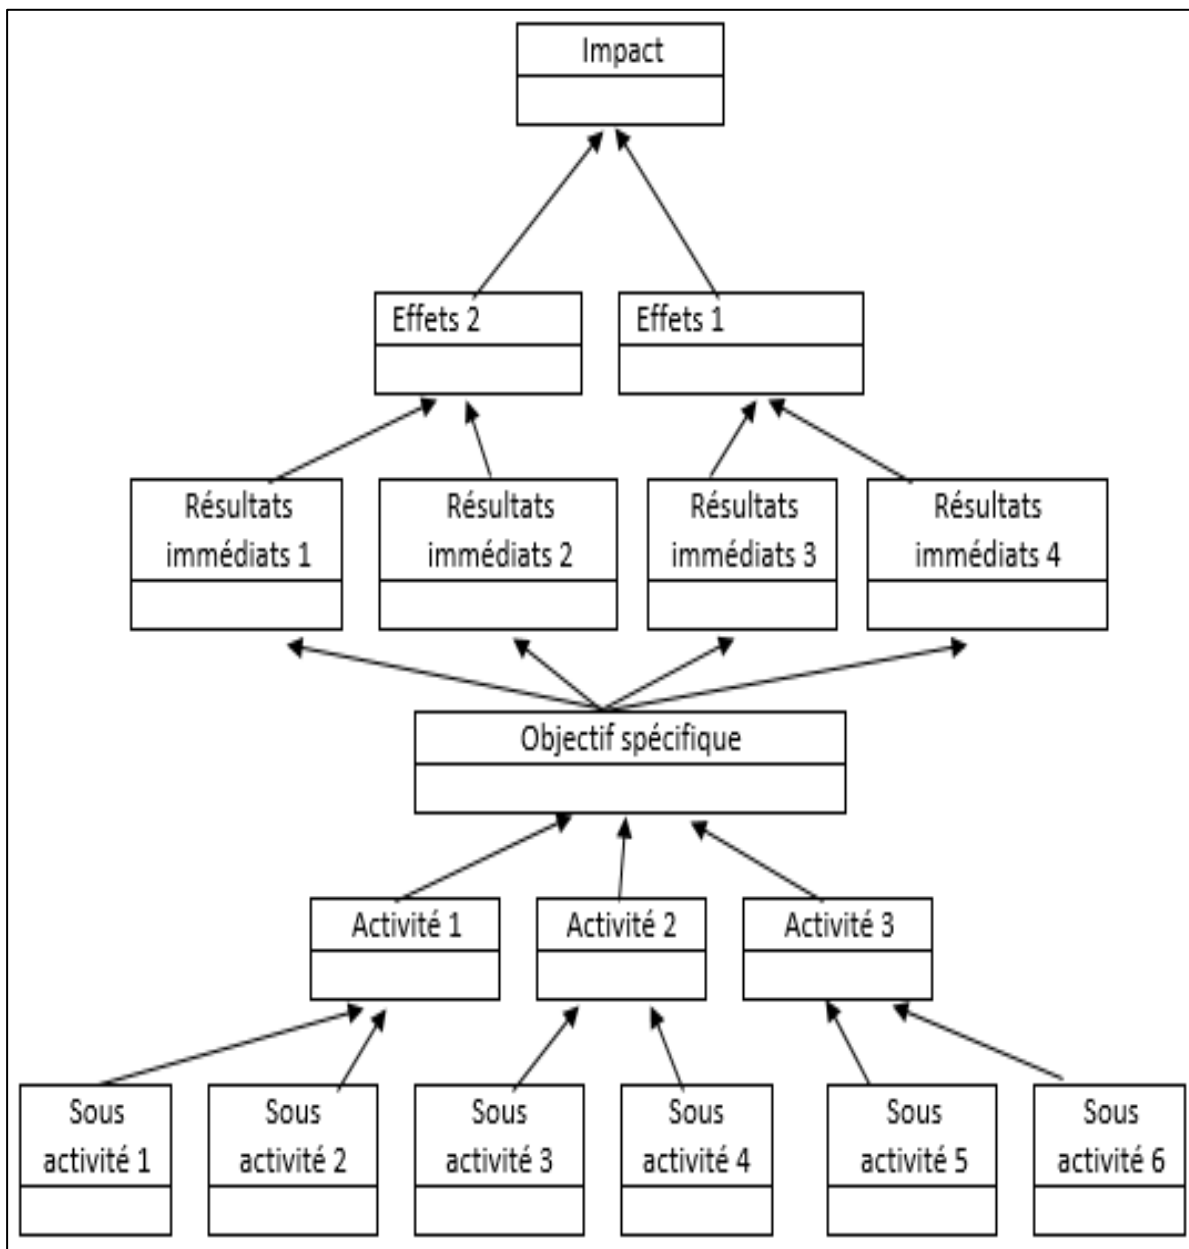 Impact
Effets 2
Effets 1
Résultats
immédiats 1
Résultats
immédiats 2
Résultats
immédiats 3
Résultats
immédiats 4
Objectif spécifique
Activité 1
Activité 2
Activité 3
Sous
activité 1
Sous
activité 2
Sous
activité 3
Sous
activité 4
Sous
activité 5
Sous
activité 6